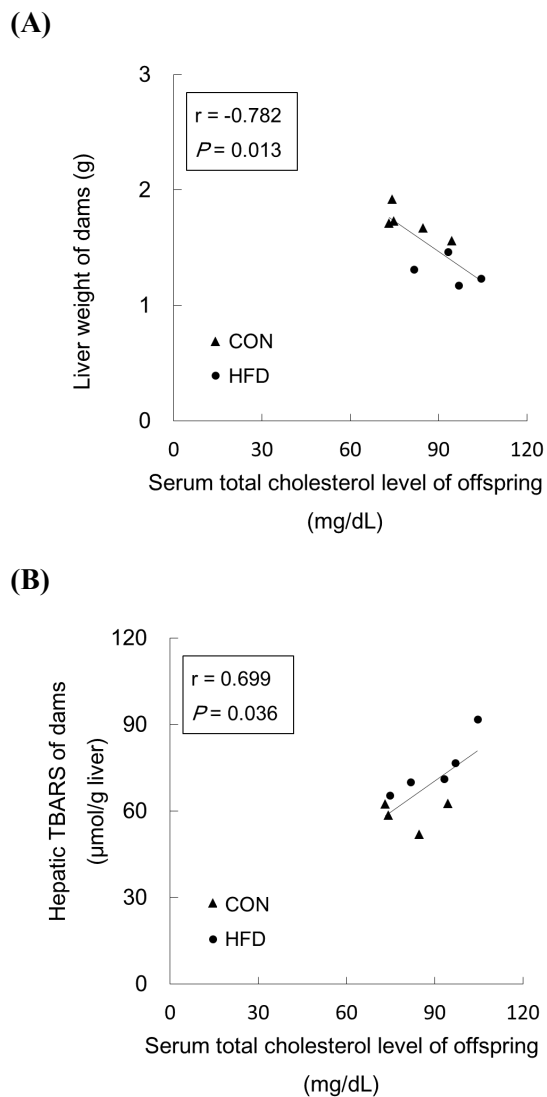 (A)
3
2
1
0
r = -0.782
P = 0.013
Liver weight of dams (g)
▲ CON
● HFD
0 30 60 90 120
Serum total cholesterol level of offspring
(mg/dL)
(B)
120
90
60
30
0
r = 0.699
P = 0.036
Hepatic TBARS of dams
(μmol/g liver)
▲ CON
● HFD
0 30 60 90 120
Serum total cholesterol level of offspring
(mg/dL)